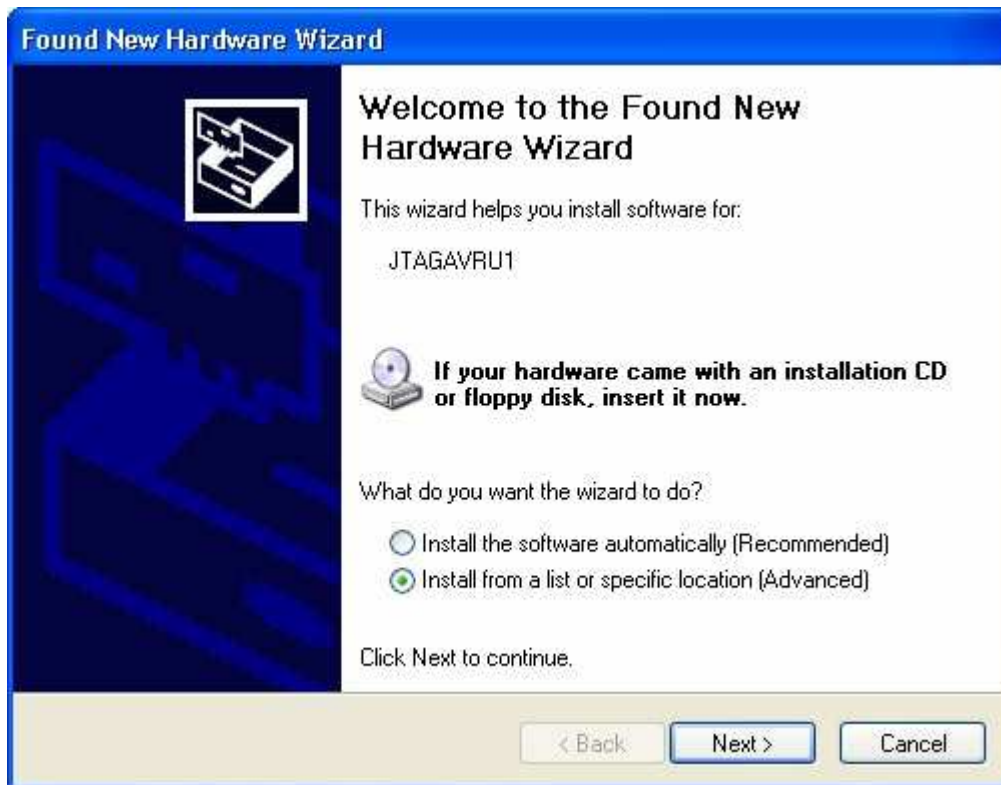 Found New Hardware Wizard
Welcome to the Found New
Hardware Wizard
This wizard helps you install software for:
JTAGAVRU1
If your hardware came with an installation CD
or floppy disk, insert it now.
What do you want the wizard to do?
Install the software automatically (Recommended)
Install from a list or specific location (Advanced)
Click Next to continue.
< Back Next > Cancel